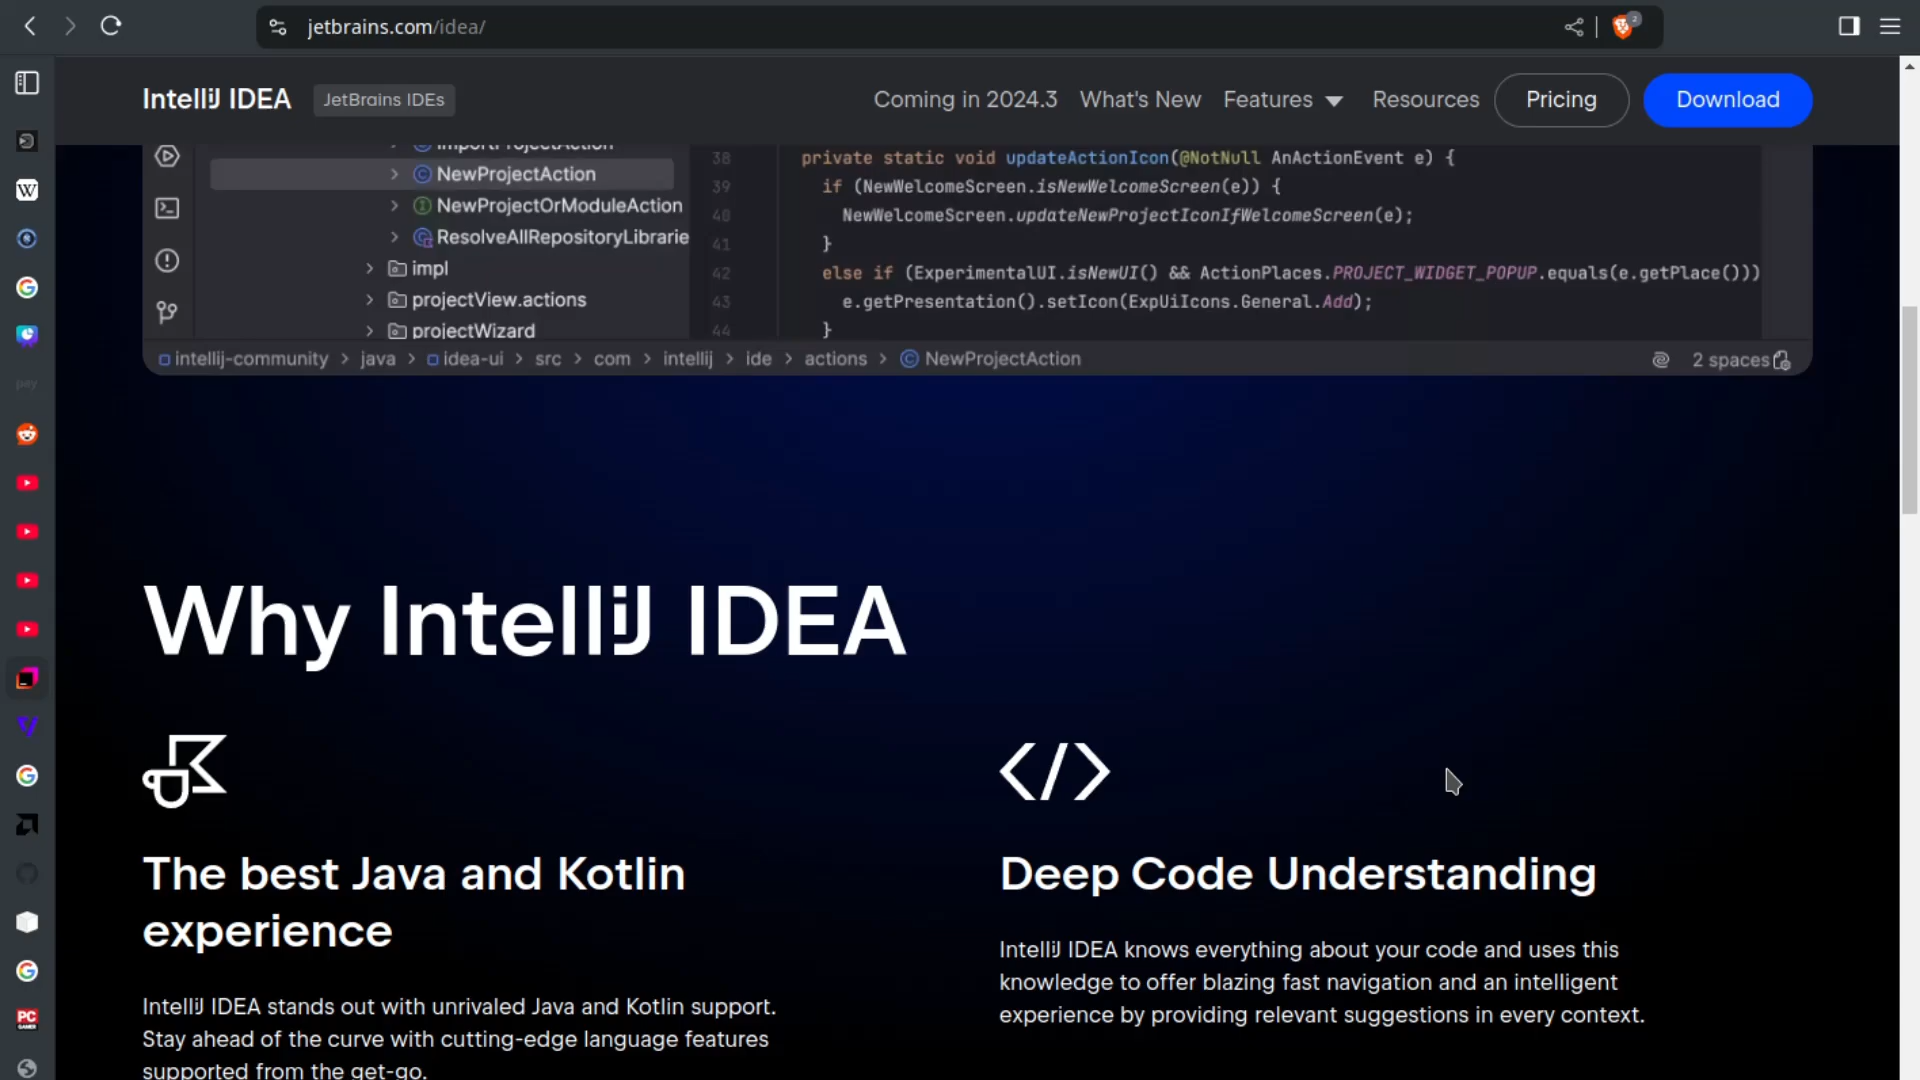 jetbrains.com/idea/
2
IntelliJ IDEA
JetBrains IDEs
Coming in 2024.3
What's New
Features
Resources
Pricing
Download
ImportProjectAction
NewProjectAction
NewProjectOrModuleAction
ResolveAllRepositoryLibrarie
impl
projectView.actions
projectWizard
38 private static void updateActionIcon(@NotNull AnActionEvent e) {
39 if (NewWelcomeScreen.isNewWelcomeScreen(e)) {
40 NewWelcomeScreen.updateNewProjectIconIfWelcomeScreen(e);
41 }
42 else if (ExperimentalUI.isNewUI() && ActionPlaces.PROJECT_WIDGET_POPUP.equals(e.getPlace()))
43 e.getPresentation().setIcon(ExpUiIcons.General.Add);
44 }
intellij-community > java > idea-ui > src > com > intellij > ide > actions > NewProjectAction
2 spaces
Why IntelliJ IDEA
The best Java and Kotlin
experience
IntelliJ IDEA stands out with unrivaled Java and Kotlin support.
Stay ahead of the curve with cutting-edge language features
supported from the get-go.
</>
Deep Code Understanding
IntelliJ IDEA knows everything about your code and uses this
knowledge to offer blazing fast navigation and an intelligent
experience by providing relevant suggestions in every context.
W
pay
PC
GAMER